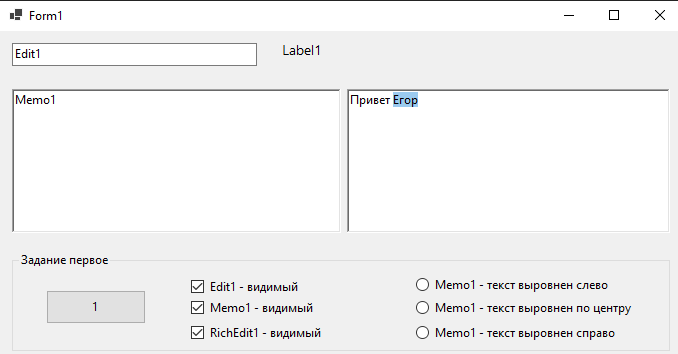 Form1
Edit1
Label1
Memo1
Привет Егор
Задание первое
1
Edit1 - видимый
Memo1 - видимый
RichEdit1 - видимый
Memo1 - текст выровнен слево
Memo1 - текст выровнен по центру
Memo1 - текст выровнен справо